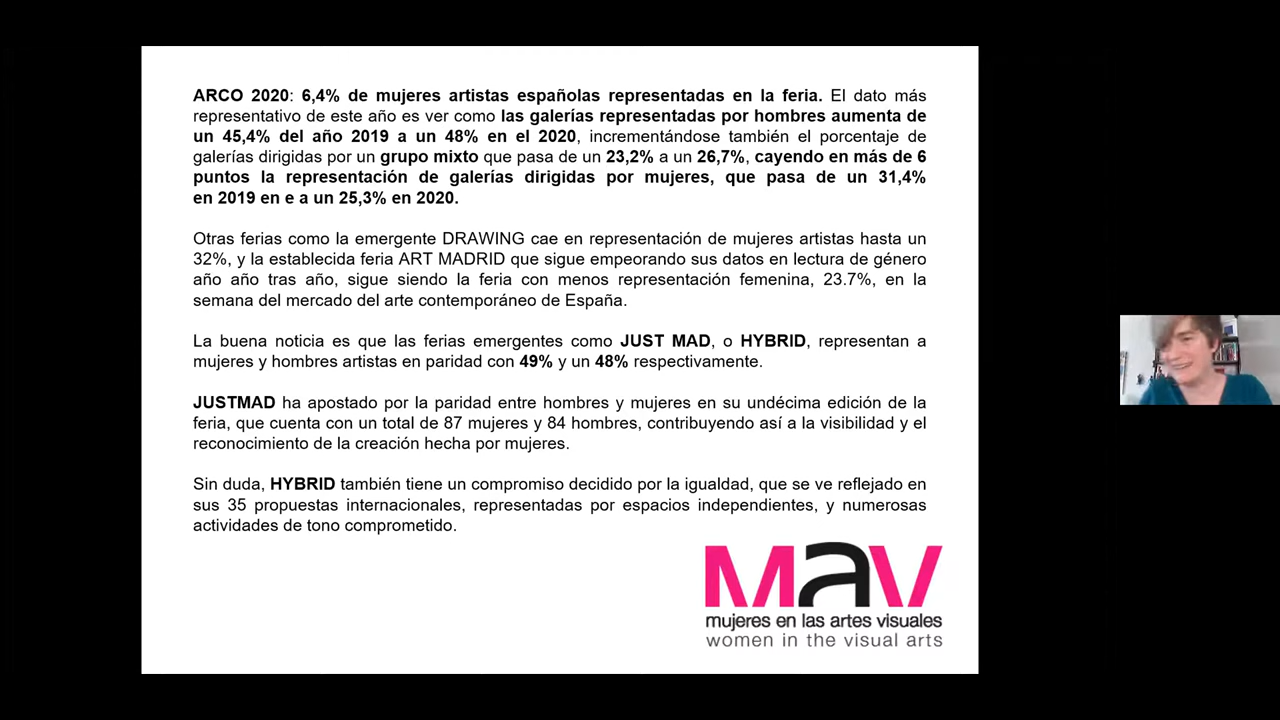 ARCO 2020: 6,4% de mujeres artistas españolas representadas en la feria. El dato más
representativo de este año es ver como las galerías representadas por hombres aumenta de
un 45,4% del año 2019 a un 48% en el 2020, incrementándose también el porcentaje de
galerías dirigidas por un grupo mixto que pasa de un 23,2% a un 26,7%, cayendo en más de 6
puntos la representación de galerías dirigidas por mujeres, que pasa de un 31,4%
en 2019 en e a un 25,3% en 2020.
Otras ferias como la emergente DRAWING cae en representación de mujeres artistas hasta un
32%, y la establecida feria ART MADRID que sigue empeorando sus datos en lectura de género
año año tras año, sigue siendo la feria con menos representación femenina, 23.7%, en la
semana del mercado del arte contemporáneo de España.
La buena noticia es que las ferias emergentes como JUST MAD, o HYBRID, representan a
mujeres y hombres artistas en paridad con 49% y un 48% respectivamente.
JUSTMAD ha apostado por la paridad entre hombres y mujeres en su undécima edición de la
feria, que cuenta con un total de 87 mujeres y 84 hombres, contribuyendo así a la visibilidad y el
reconocimiento de la creación hecha por mujeres.
Sin duda, HYBRID también tiene un compromiso decidido por la igualdad, que se ve reflejado en
sus 35 propuestas internacionales, representadas por espacios independientes, y numerosas
actividades de tono comprometido.
mav
mujeres en las artes visuales
women in the visual arts